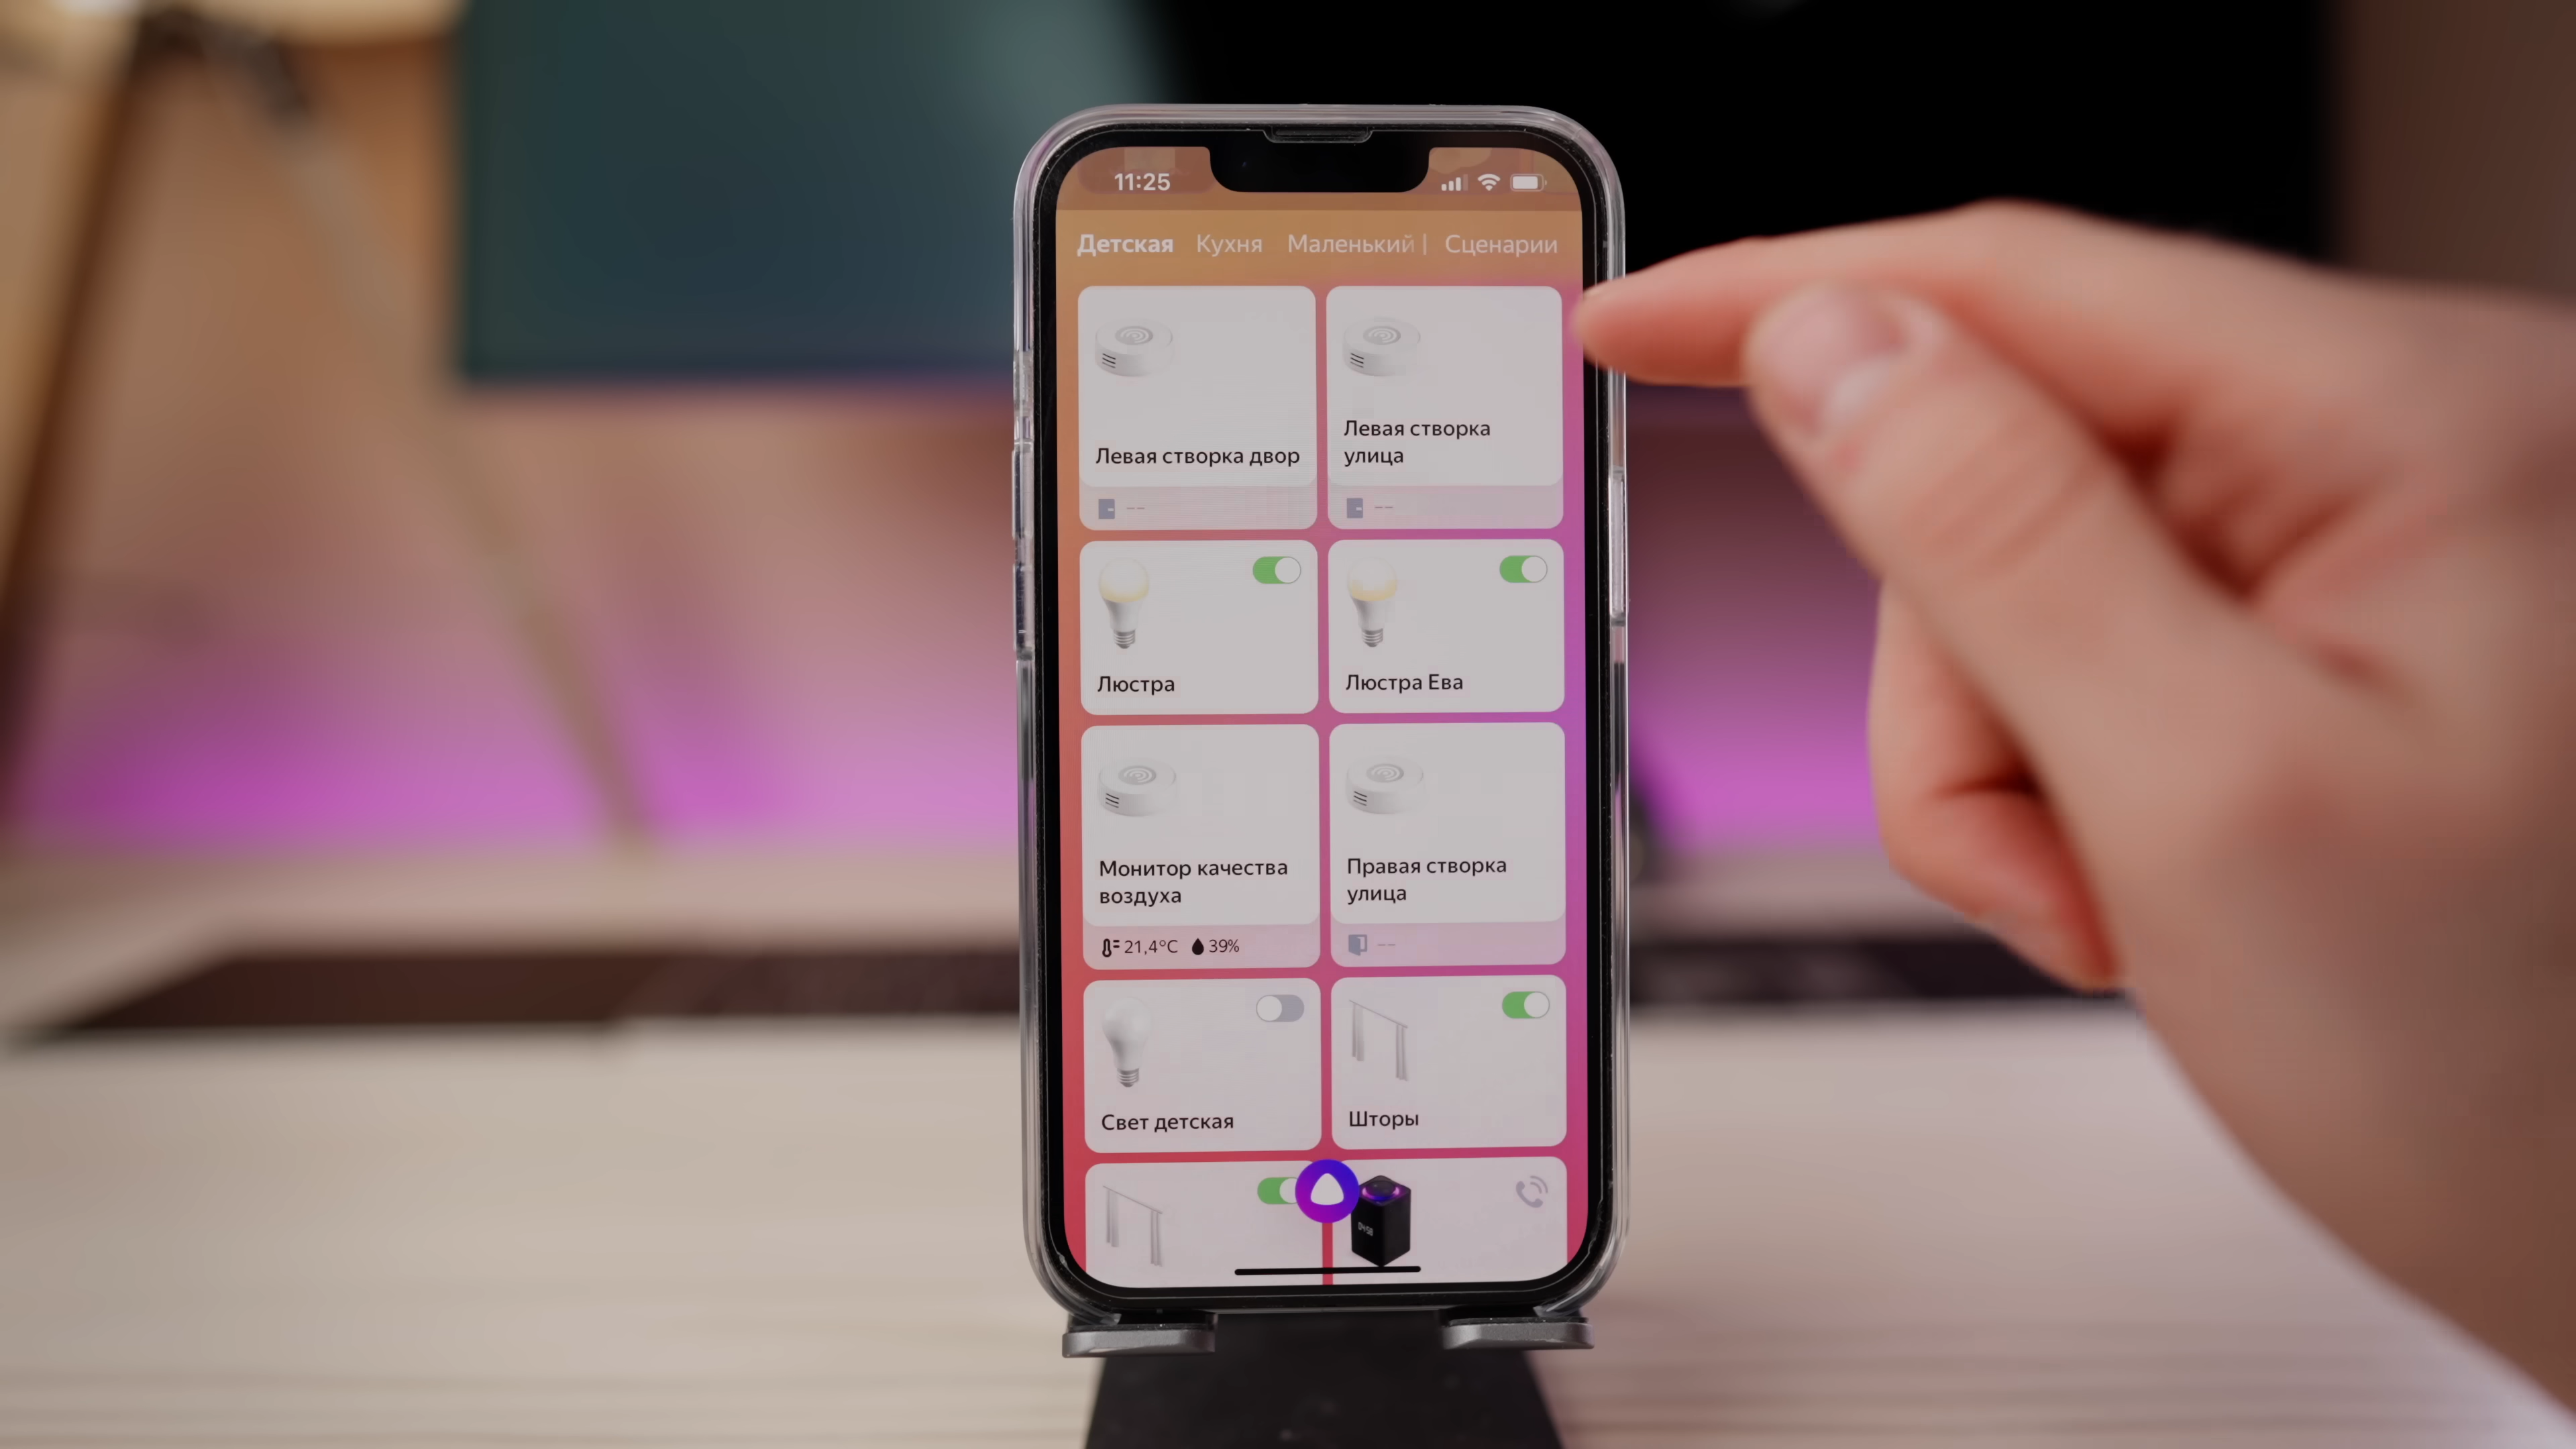 11:25
Детская Кухня Маленький Сценарии
Левая створка двор
Левая створка
улица
--
--
Люстра
Люстра Ева
Монитор качества
воздуха
Правая створка
улица
21,4°C 39%
--
Свет детская
Шторы